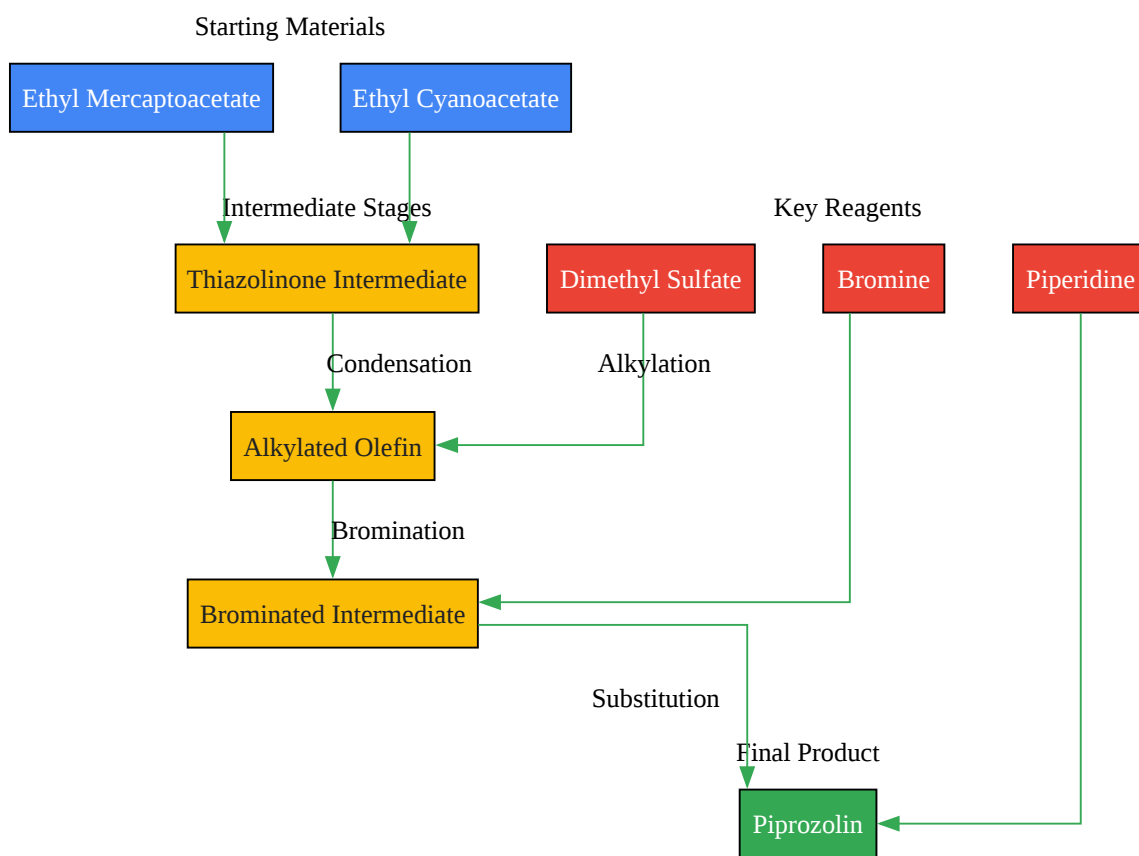 Starting Materials
Ethyl Mercaptoacetate
Ethyl Cyanoacetate
Intermediate Stages
Key Reagents
Thiazolinone Intermediate
Dimethyl Sulfate
Bromine
Piperidine
Condensation
Alkylation
Alkylated Olefin
Bromination
Brominated Intermediate
Substitution
Final Product
Piprozolin